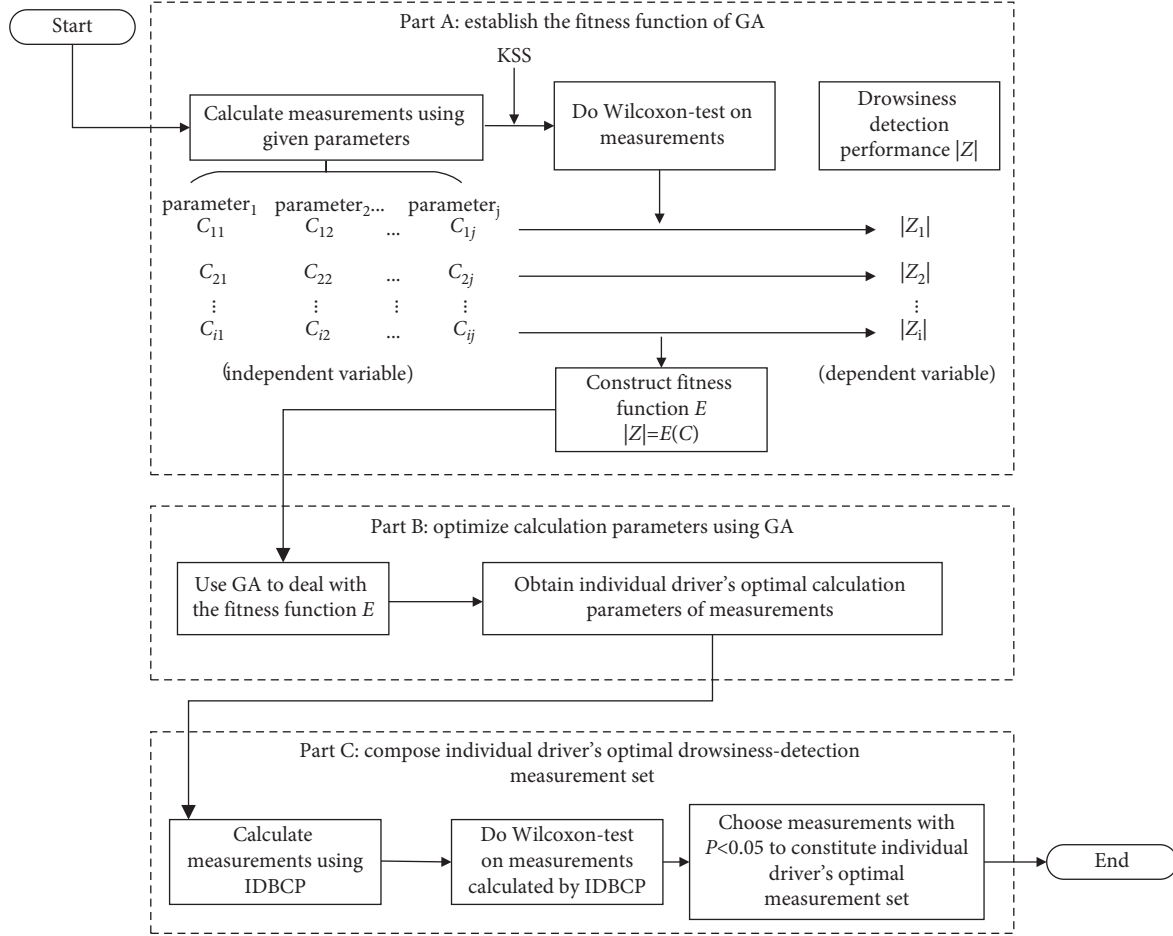 Start
Part A: establish the fitness function of GA
KSS
Calculate measurements using
given parameters
Do Wilcoxon-test on
measurements
Drowsiness
detection
performance |Z|
parameter₁ parameter₂... parameterⱼ
C₁₁ C₁₂ ... C₁ⱼ |Z₁|
C₂₁ C₂₂ ... C₂ⱼ |Z₂|
⋮ ⋮ ⋮ ⋮ ⋮
Cᵢ₁ Cᵢ₂ ... Cᵢⱼ |Zᵢ|
(independent variable) (dependent variable)
Construct fitness
function E
|Z|=E(C)
Part B: optimize calculation parameters using GA
Use GA to deal with
the fitness function E
Obtain individual driver's optimal calculation
parameters of measurements
Part C: compose individual driver's optimal drowsiness-detection
measurement set
Calculate
measurements using
IDBCP
Do Wilcoxon-test
on measurements
calculated by IDBCP
Choose measurements with
P<0.05 to constitute individual
driver's optimal
measurement set
End